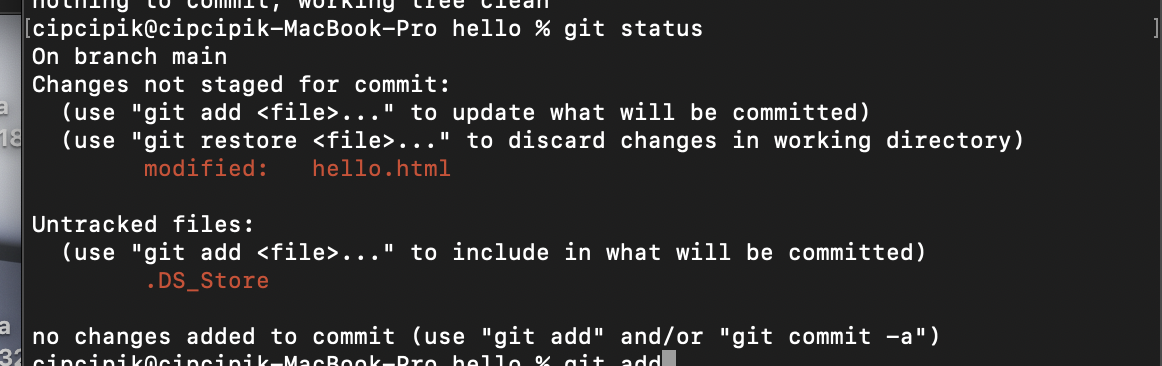 nothing to commit, working tree clean
[cipcipik@cipcipik-MacBook-Pro hello % git status ]
On branch main
Changes not staged for commit:
  (use "git add <file>..." to update what will be committed)
  (use "git restore <file>..." to discard changes in working directory)
        modified:   hello.html

Untracked files:
  (use "git add <file>..." to include in what will be committed)
        .DS_Store

no changes added to commit (use "git add" and/or "git commit -a")
cipcipik@cipcipik-MacBook-Pro hello % git add